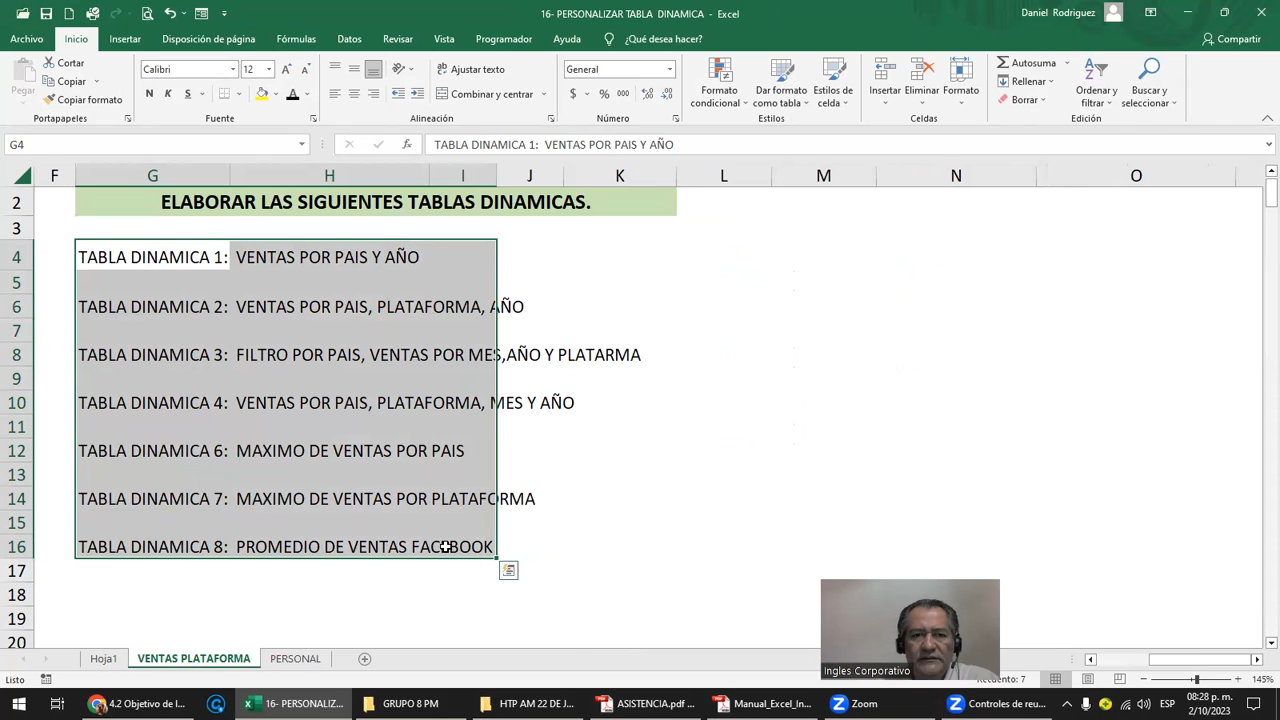 16- PERSONALIZAR TABLA DINAMICA - Excel
Daniel Rodriguez
Archivo Inicio Insertar Disposición de página Fórmulas Datos Revisar Vista Programador Ayuda ¿Qué desea hacer? Compartir
Pegar
Cortar
Copiar
Copiar formato
Portapapeles
Calibri 12
N K S
Fuente
Ajustar texto
Combinar y centrar
Alineación
General
$ % 000
Número
Formato condicional
Dar formato como tabla
Estilos de celda
Estilos
Insertar Eliminar Formato
Celdas
Autosuma
Rellenar
Borrar
Ordenar y filtrar
Buscar y seleccionar
Edición
G4 fx TABLA DINAMICA 1: VENTAS POR PAIS Y AÑO
F G H I J K L M N O
2 ELABORAR LAS SIGUIENTES TABLAS DINAMICAS.
3
4 TABLA DINAMICA 1: VENTAS POR PAIS Y AÑO
5
6 TABLA DINAMICA 2: VENTAS POR PAIS, PLATAFORMA, AÑO
7
8 TABLA DINAMICA 3: FILTRO POR PAIS, VENTAS POR MES,AÑO Y PLATARMA
9
10 TABLA DINAMICA 4: VENTAS POR PAIS, PLATAFORMA, MES Y AÑO
11
12 TABLA DINAMICA 6: MAXIMO DE VENTAS POR PAIS
13
14 TABLA DINAMICA 7: MAXIMO DE VENTAS POR PLATAFORMA
15
16 TABLA DINAMICA 8: PROMEDIO DE VENTAS FACEBOOK
17
18
19
20
Ingles Corporativo
Hoja1 VENTAS PLATAFORMA PERSONAL
Listo Recuento: 7 145%
4.2 Objetivo de l... 16- PERSONALIZ... GRUPO 8 PM HTP AM 22 DE J... ASISTENCIA.pdf ... Manual_Excel_In... Zoom Controles de reu... ESP 08:28 p. m.
2/10/2023